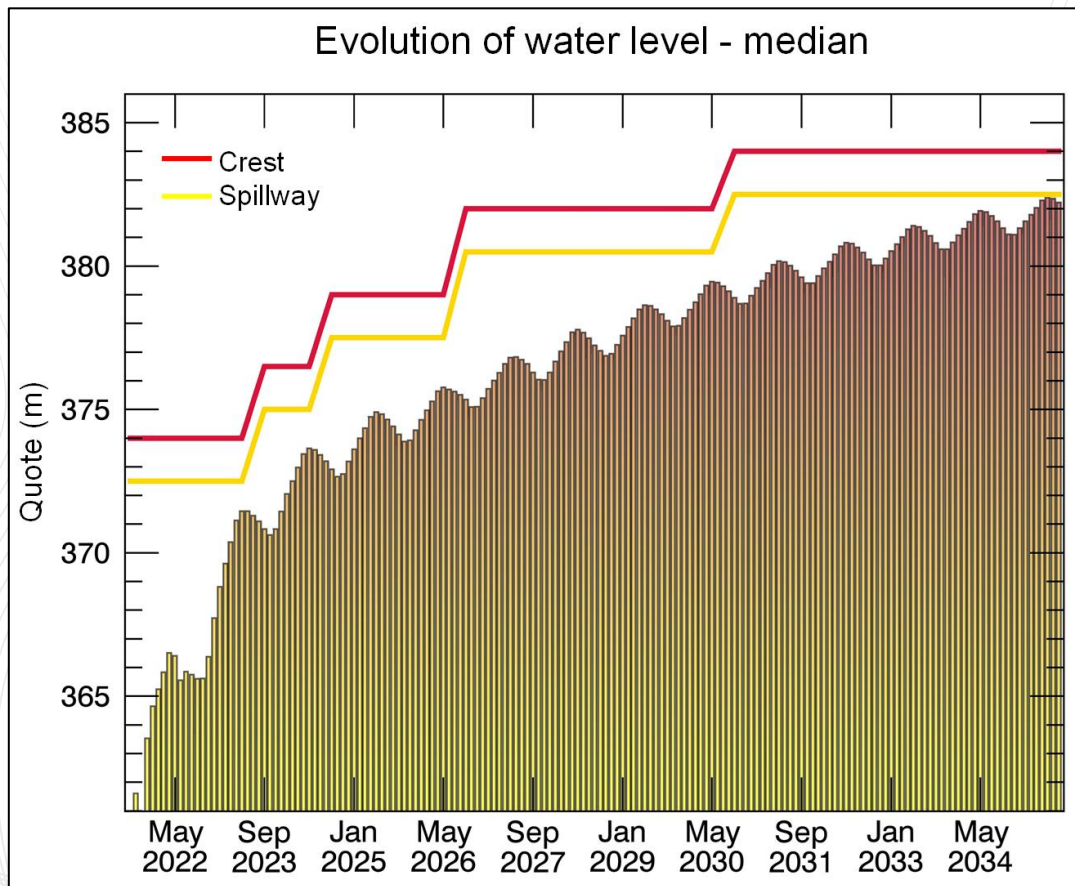 Evolution of water level - median
385
Crest
Spillway
380
375
Quote (m)
370
365
May Sep Jan May Sep Jan May Sep Jan May
2022 2023 2025 2026 2027 2029 2030 2031 2033 2034